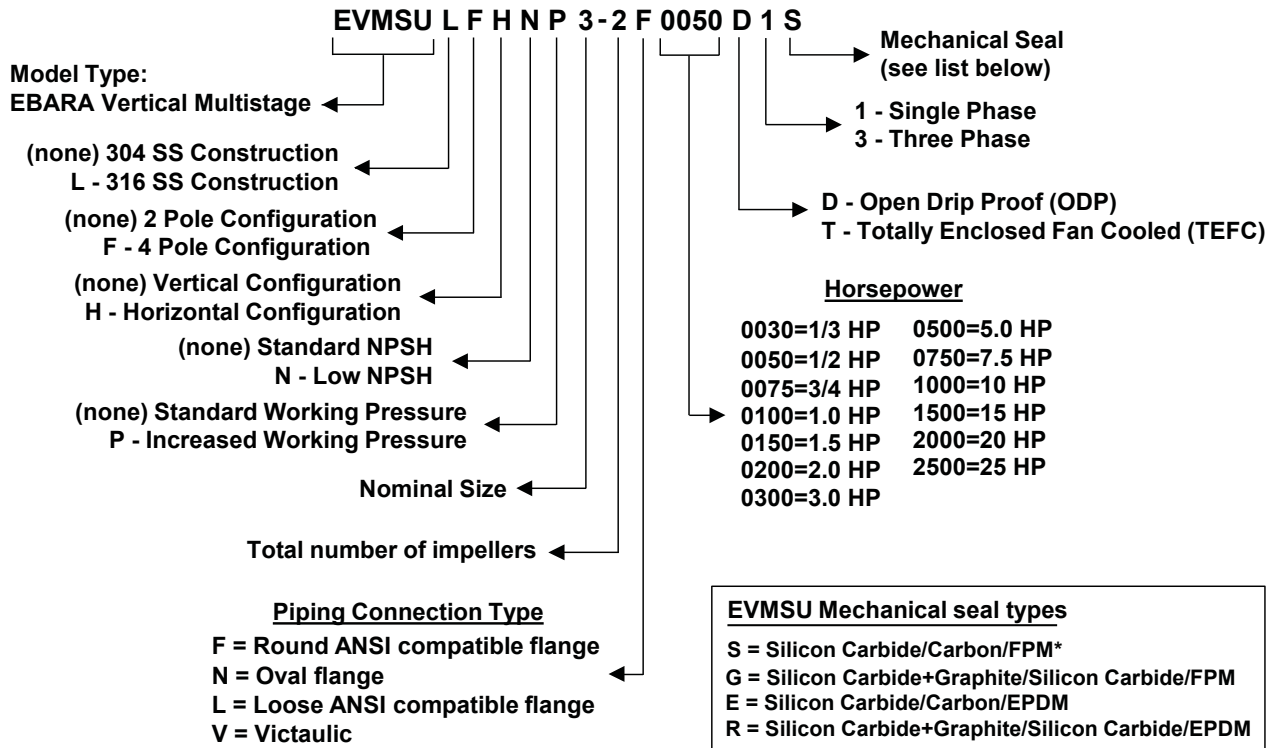 EVMSU L F H N P 3 - 2 F 0050 D 1 S
Model Type:
EBARA Vertical Multistage
(none) 304 SS Construction
L - 316 SS Construction
(none) 2 Pole Configuration
F - 4 Pole Configuration
(none) Vertical Configuration
H - Horizontal Configuration
(none) Standard NPSH
N - Low NPSH
(none) Standard Working Pressure
P - Increased Working Pressure
Nominal Size
Total number of impellers
Piping Connection Type
F = Round ANSI compatible flange
N = Oval flange
L = Loose ANSI compatible flange
V = Victaulic
Mechanical Seal
(see list below)
1 - Single Phase
3 - Three Phase
D - Open Drip Proof (ODP)
T - Totally Enclosed Fan Cooled (TEFC)
Horsepower
0030=1/3 HP
0050=1/2 HP
0075=3/4 HP
0100=1.0 HP
0150=1.5 HP
0200=2.0 HP
0300=3.0 HP
0500=5.0 HP
0750=7.5 HP
1000=10 HP
1500=15 HP
2000=20 HP
2500=25 HP
EVMSU Mechanical seal types
S = Silicon Carbide/Carbon/FPM*
G = Silicon Carbide+Graphite/Silicon Carbide/FPM
E = Silicon Carbide/Carbon/EPDM
R = Silicon Carbide+Graphite/Silicon Carbide/EPDM